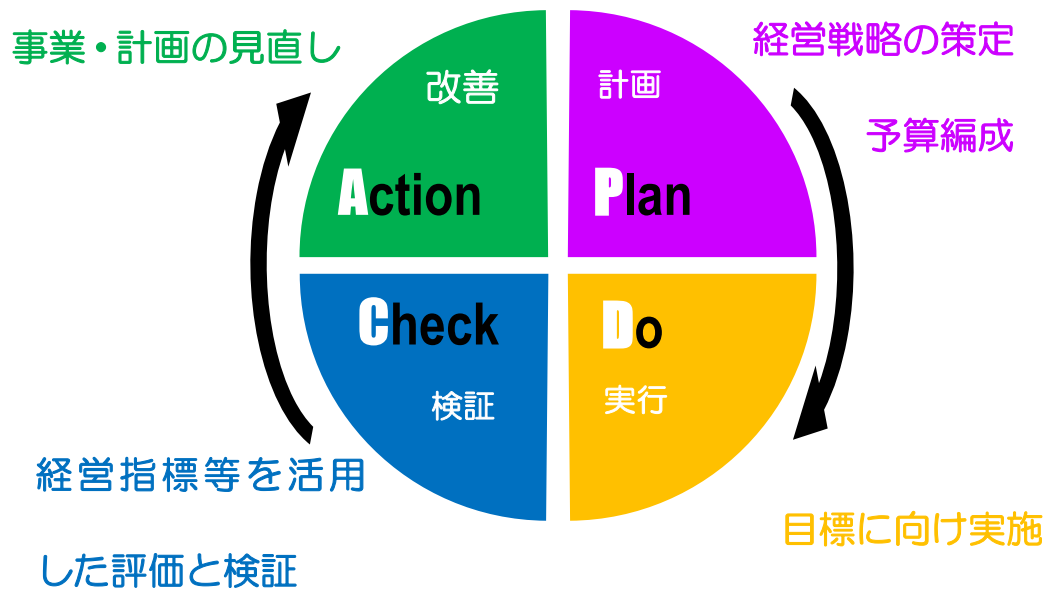 事業・計画の見直し
経営戦略の策定
予算編成
改善
計画
Action
Plan
Check
Do
検証
実行
経営指標等を活用
した評価と検証
目標に向け実施